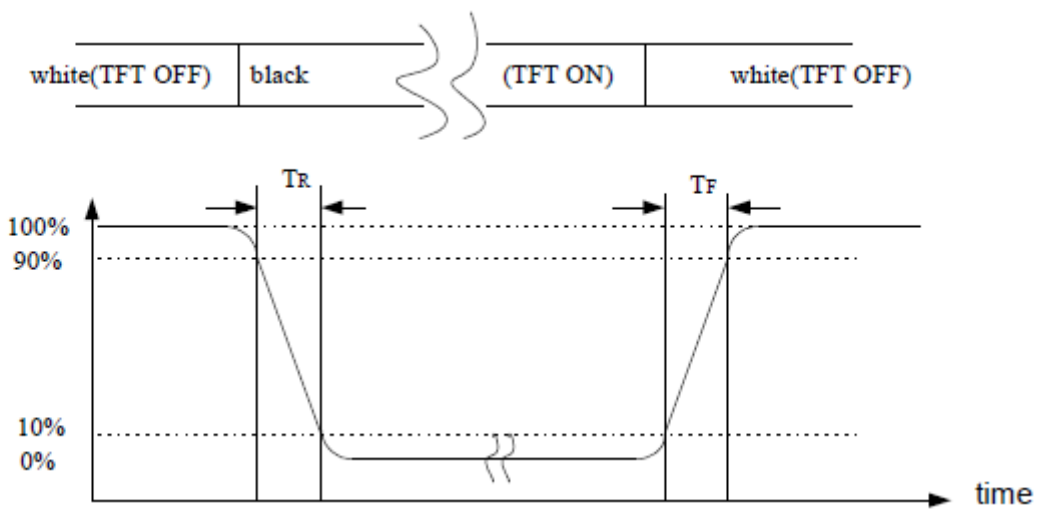 white(TFT OFF) black (TFT ON) white(TFT OFF)
TR TF
100%
90%
10%
0%
time